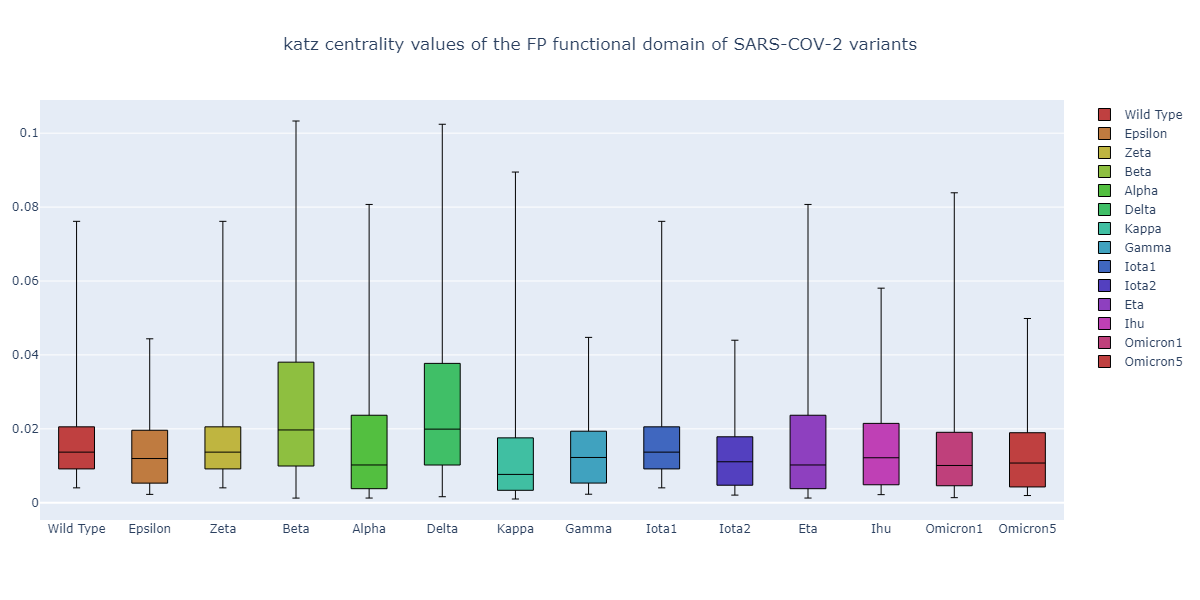 katz centrality values of the FP functional domain of SARS-COV-2 variants
0.1
0.08
0.06
0.04
0.02
0
Wild Type Epsilon Zeta Beta Alpha Delta Kappa Gamma Iota1 Iota2 Eta Ihu Omicron1 Omicron5
Wild Type
Epsilon
Zeta
Beta
Alpha
Delta
Kappa
Gamma
Iota1
Iota2
Eta
Ihu
Omicron1
Omicron5